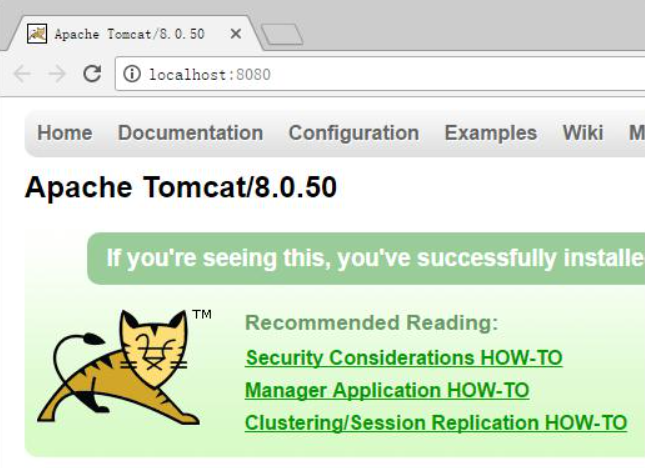 Apache Tomcat/8.0.50
localhost:8080
Home Documentation Configuration Examples Wiki M
Apache Tomcat/8.0.50
If you're seeing this, you've successfully installe
TM
Recommended Reading:
Security Considerations HOW-TO
Manager Application HOW-TO
Clustering/Session Replication HOW-TO